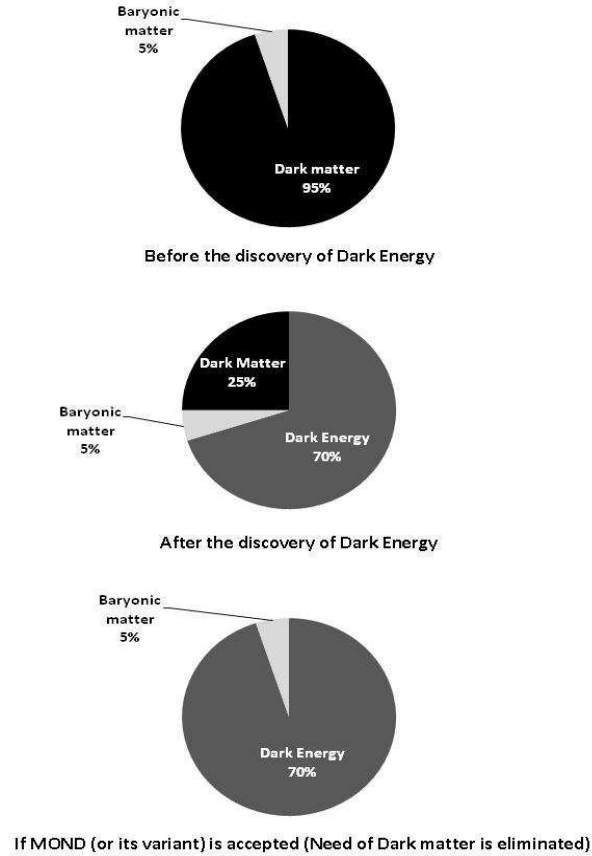 Baryonic
matter
5%
Dark matter
95%
Before the discovery of Dark Energy
Dark Matter
25%
Baryonic
matter
5%
Dark Energy
70%
After the discovery of Dark Energy
Baryonic
matter
5%
Dark Energy
70%
If MOND (or its variant) is accepted (Need of Dark matter is eliminated)